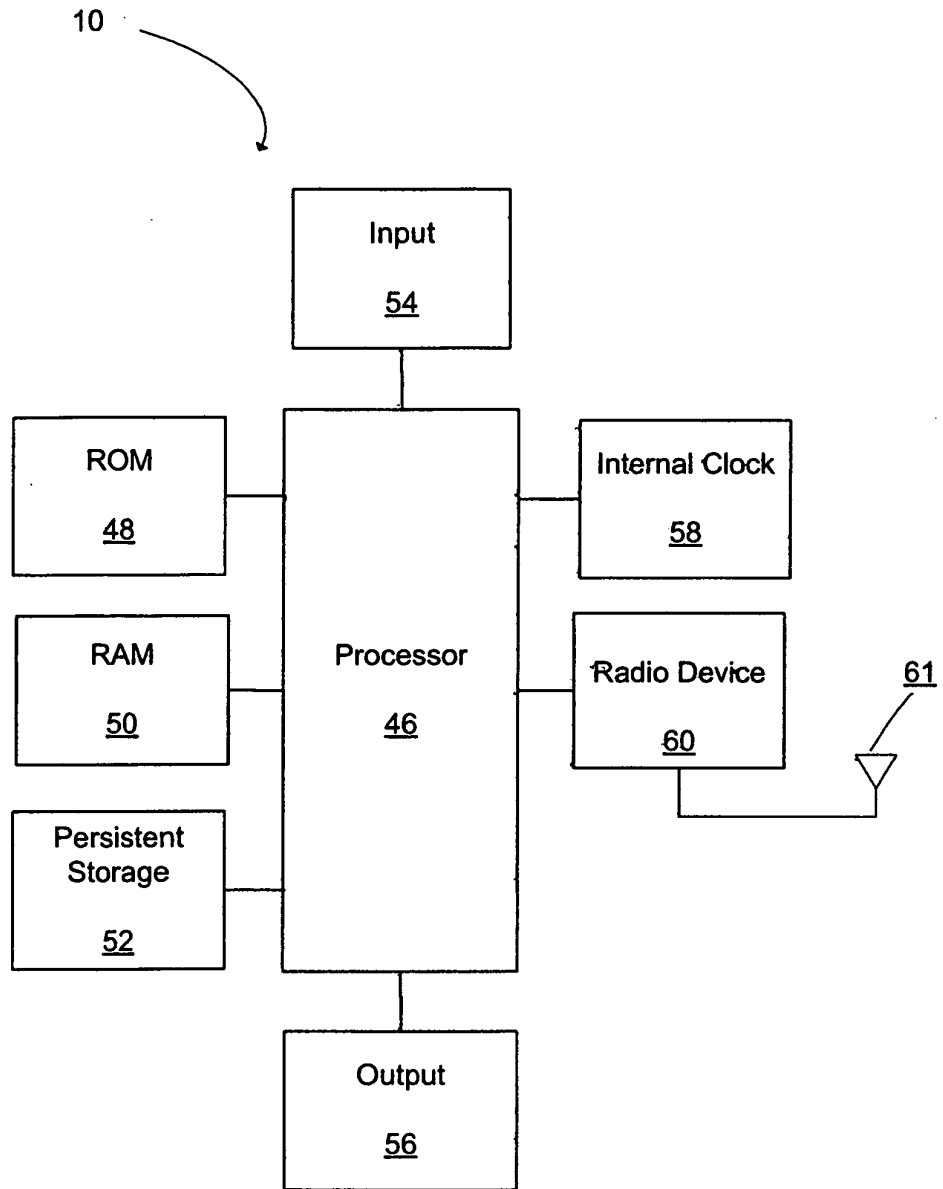 10
Input
54
ROM
48
Internal Clock
58
RAM
50
Processor
46
Radio Device
60
61
Persistent
Storage
52
Output
56